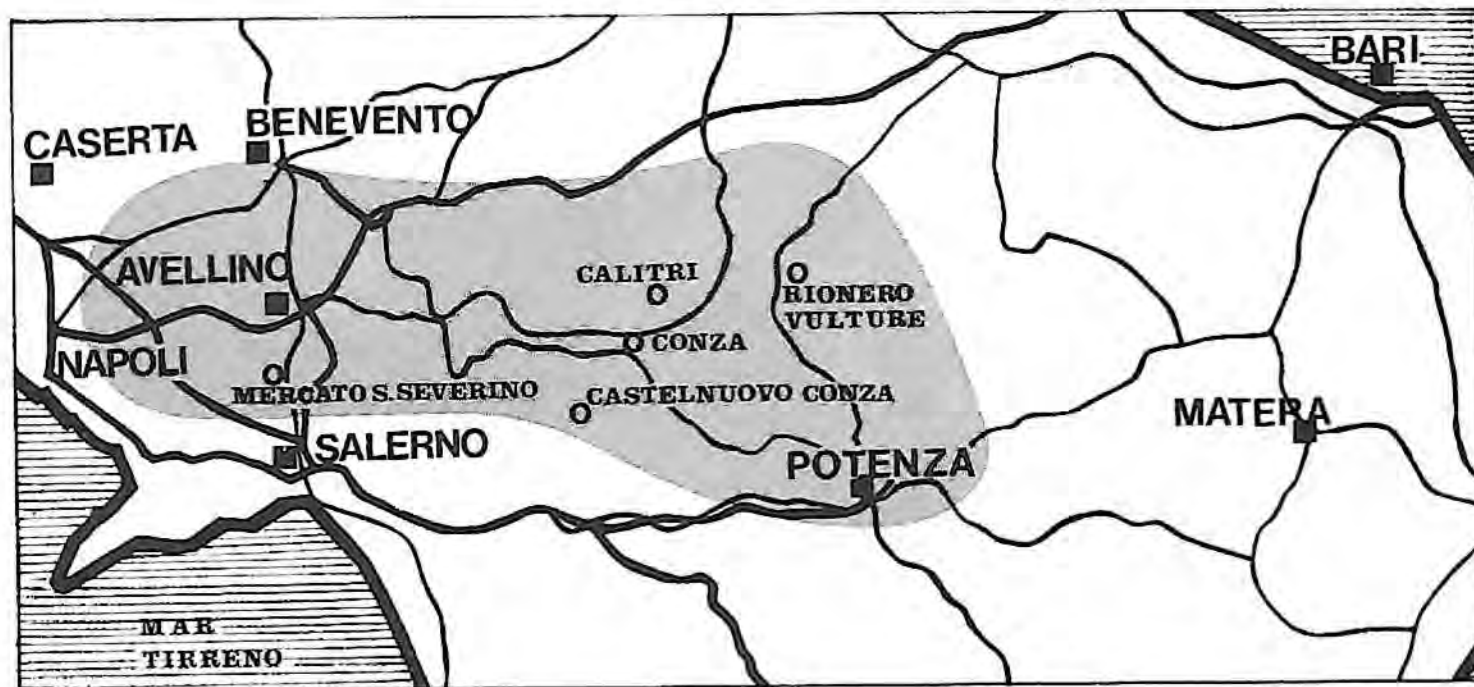 BARI
BENEVENTO
CASERTA
AVELLINO
CALITRI
RIONERO
VULTURE
CONZA
NAPOLI
MERCATO S. SEVERINO
CASTELNUOVO CONZA
MATERA
SALERNO
POTENZA
MAR
TIRRENO